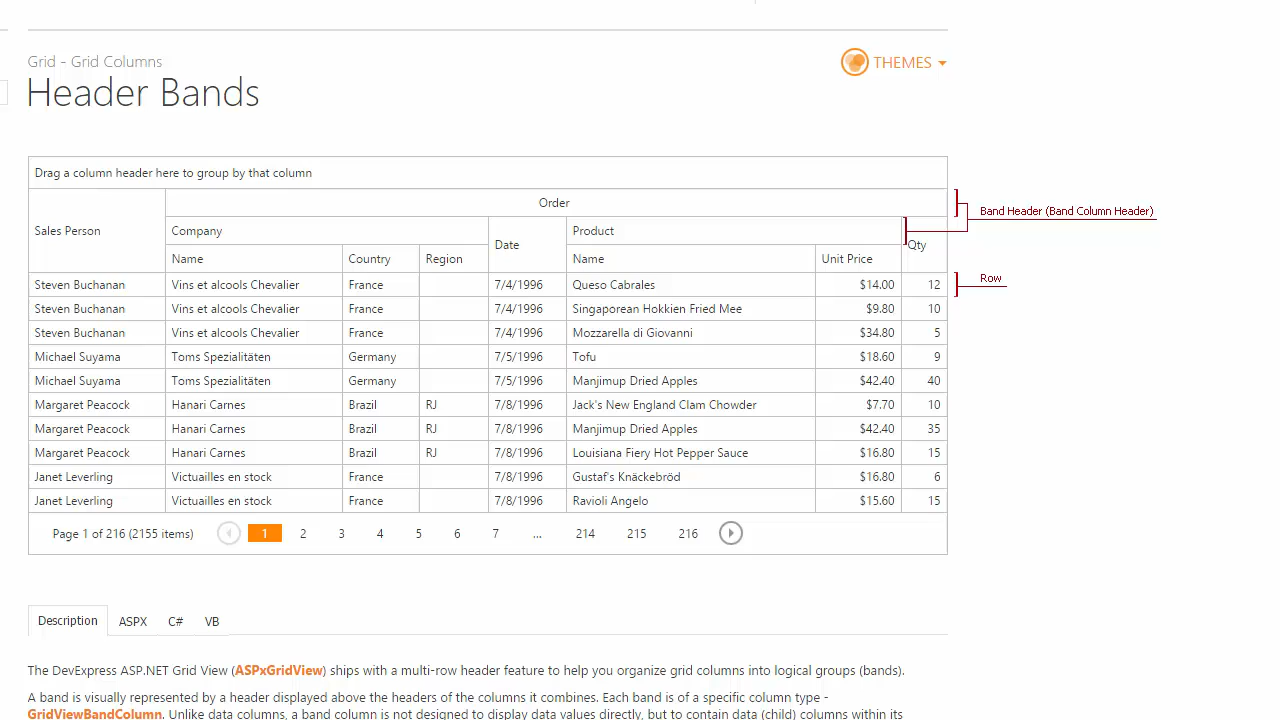 Grid - Grid Columns
THEMES
Header Bands
Drag a column header here to group by that column
Order
Band Header (Band Column Header)
Sales Person Company Date Product Qty
Name Country Region Name Unit Price
Row
Steven Buchanan Vins et alcools Chevalier France 7/4/1996 Queso Cabrales $14.00 12
Steven Buchanan Vins et alcools Chevalier France 7/4/1996 Singaporean Hokkien Fried Mee $9.80 10
Steven Buchanan Vins et alcools Chevalier France 7/4/1996 Mozzarella di Giovanni $34.80 5
Michael Suyama Toms Spezialitäten Germany 7/5/1996 Tofu $18.60 9
Michael Suyama Toms Spezialitäten Germany 7/5/1996 Manjimup Dried Apples $42.40 40
Margaret Peacock Hanari Carnes Brazil RJ 7/8/1996 Jack's New England Clam Chowder $7.70 10
Margaret Peacock Hanari Carnes Brazil RJ 7/8/1996 Manjimup Dried Apples $42.40 35
Margaret Peacock Hanari Carnes Brazil RJ 7/8/1996 Louisiana Fiery Hot Pepper Sauce $16.80 15
Janet Leverling Victuailles en stock France 7/8/1996 Gustaf's Knäckebröd $16.80 6
Janet Leverling Victuailles en stock France 7/8/1996 Ravioli Angelo $15.60 15
Page 1 of 216 (2155 items) 1 2 3 4 5 6 7 ... 214 215 216
Description ASPX C# VB
The DevExpress ASP.NET Grid View (ASPxGridView) ships with a multi-row header feature to help you organize grid columns into logical groups (bands).
A band is visually represented by a header displayed above the headers of the columns it combines. Each band is of a specific column type -
GridViewBandColumn. Unlike data columns, a band column is not designed to display data values directly, but to contain data (child) columns within its